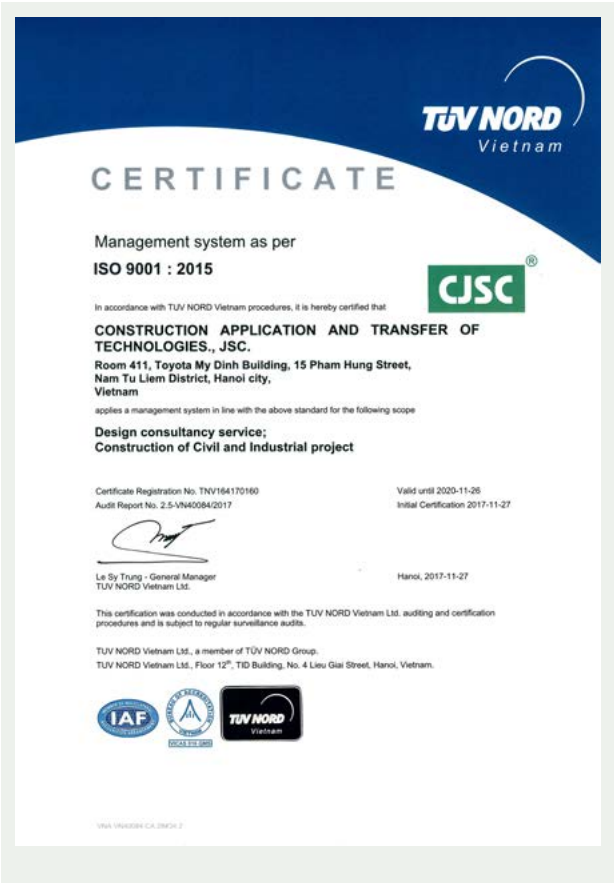 TÜV NORD
Vietnam
CERTIFICATE
Management system as per
ISO 9001 : 2015
®
CJSC
In accordance with TUV NORD Vietnam procedures, it is hereby certified that
CONSTRUCTION APPLICATION AND TRANSFER OF
TECHNOLOGIES., JSC.
Room 411, Toyota My Dinh Building, 15 Pham Hung Street,
Nam Tu Liem District, Hanoi city,
Vietnam
applies a management system in line with the above standard for the following scope
Design consultancy service;
Construction of Civil and Industrial project
Certificate Registration No. TNV164170160
Valid until 2020-11-26
Audit Report No. 2.5-VN40084/2017
Initial Certification 2017-11-27
Le Sy Trung - General Manager
TUV NORD Vietnam Ltd.
Hanoi, 2017-11-27
This certification was conducted in accordance with the TUV NORD Vietnam Ltd. auditing and certification
procedures and is subject to regular surveillance audits.
TUV NORD Vietnam Ltd., a member of TÜV NORD Group.
TUV NORD Vietnam Ltd., Floor 12th, TID Building, No. 4 Lieu Giai Street, Hanoi, Vietnam.
IAF
BUREAU OF ACCREDITATION
VIETNAM
TÜV NORD
Vietnam